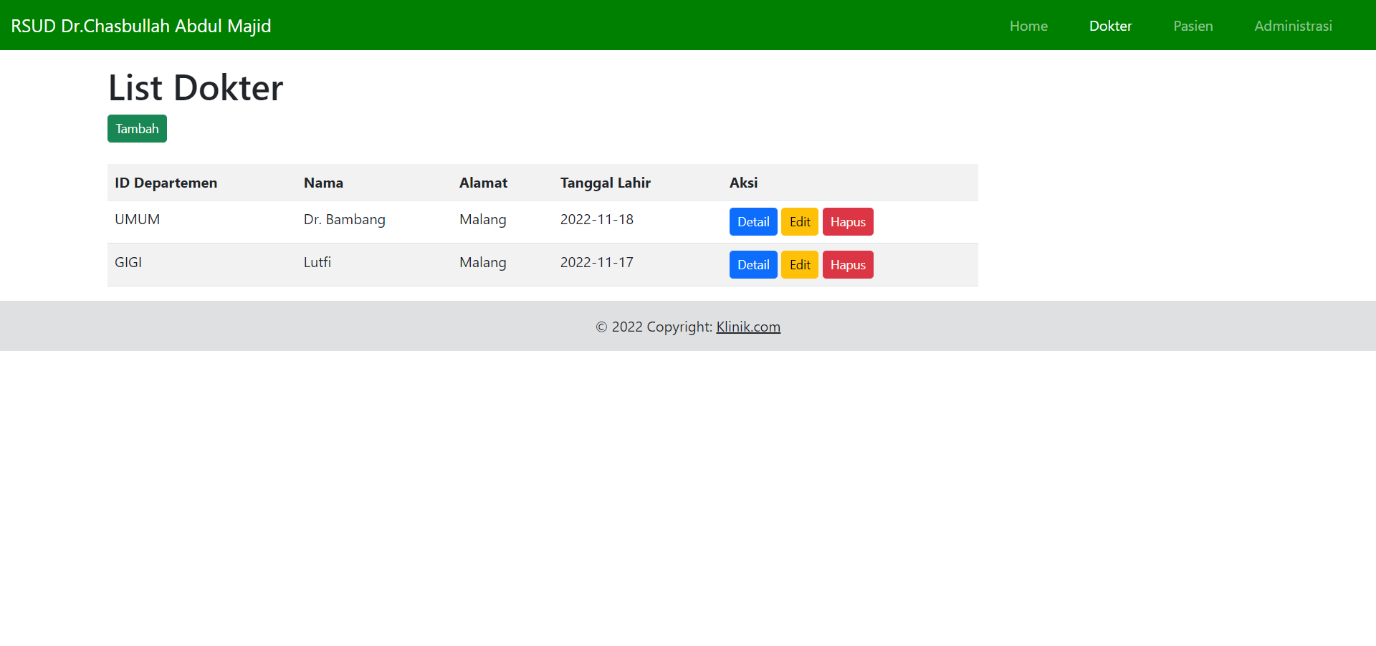 RSUD Dr.Chasbullah Abdul Majid Home Dokter Pasien Administrasi
List Dokter
Tambah
ID Departemen Nama Alamat Tanggal Lahir Aksi
UMUM Dr. Bambang Malang 2022-11-18 Detail Edit Hapus
GIGI Lutfi Malang 2022-11-17 Detail Edit Hapus
© 2022 Copyright: Klinik.com